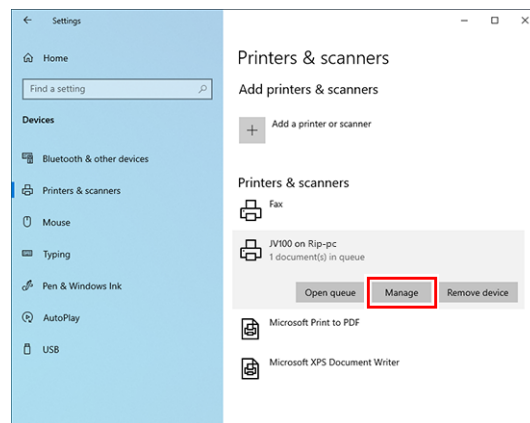 Settings
Home
Find a setting
Devices
Bluetooth & other devices
Printers & scanners
Mouse
Typing
Pen & Windows Ink
AutoPlay
USB
Printers & scanners
Add printers & scanners
Add a printer or scanner
Printers & scanners
Fax
JV100 on Rip-pc
1 document(s) in queue
Open queue Manage Remove device
Microsoft Print to PDF
Microsoft XPS Document Writer